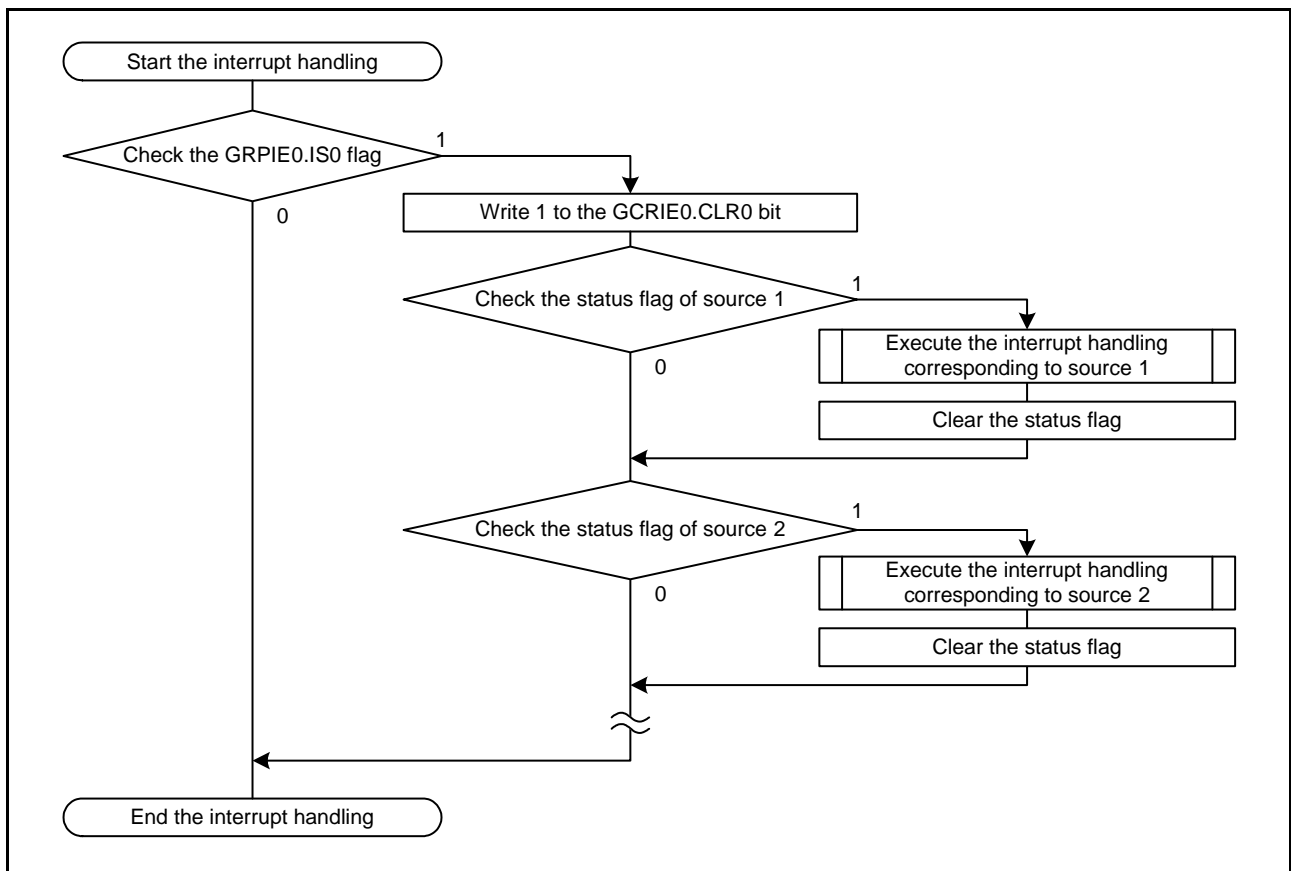 Start the interrupt handling
Check the GRPIE0.IS0 flag
1
0
Write 1 to the GCRIE0.CLR0 bit
Check the status flag of source 1
1
0
Execute the interrupt handling
corresponding to source 1
Clear the status flag
Check the status flag of source 2
1
0
Execute the interrupt handling
corresponding to source 2
Clear the status flag
End the interrupt handling